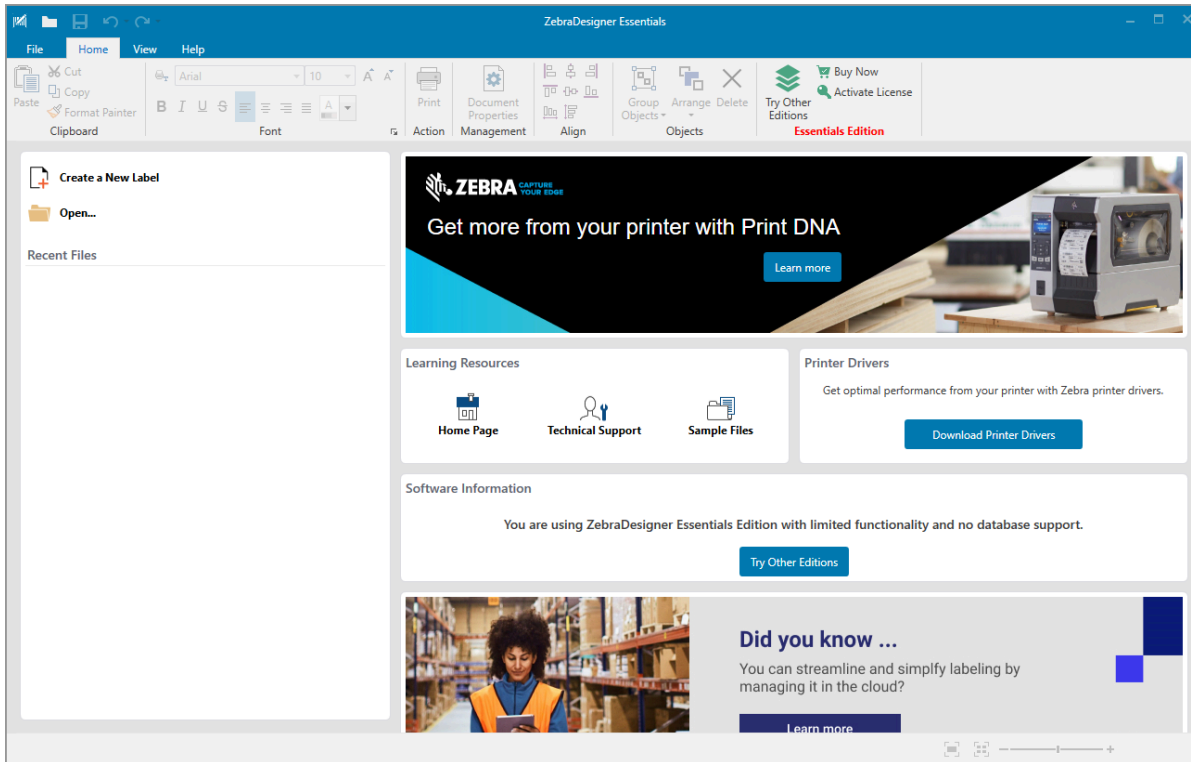 ZebraDesigner Essentials
File Home View Help
Paste
Cut
Copy
Format Painter
Clipboard
Arial 10 A A
B I U S A
Font
Print
Action
Document
Properties
Management
Align
Group
Objects
Arrange Delete
Objects
Try Other
Editions
Buy Now
Activate License
Essentials Edition
Create a New Label
Open...
Recent Files
ZEBRA CAPTURE
YOUR EDGE
Get more from your printer with Print DNA
Learn more
Learning Resources
Home Page Technical Support Sample Files
Printer Drivers
Get optimal performance from your printer with Zebra printer drivers.
Download Printer Drivers
Software Information
You are using ZebraDesigner Essentials Edition with limited functionality and no database support.
Try Other Editions
Did you know ...
You can streamline and simplfy labeling by
managing it in the cloud?
Learn more